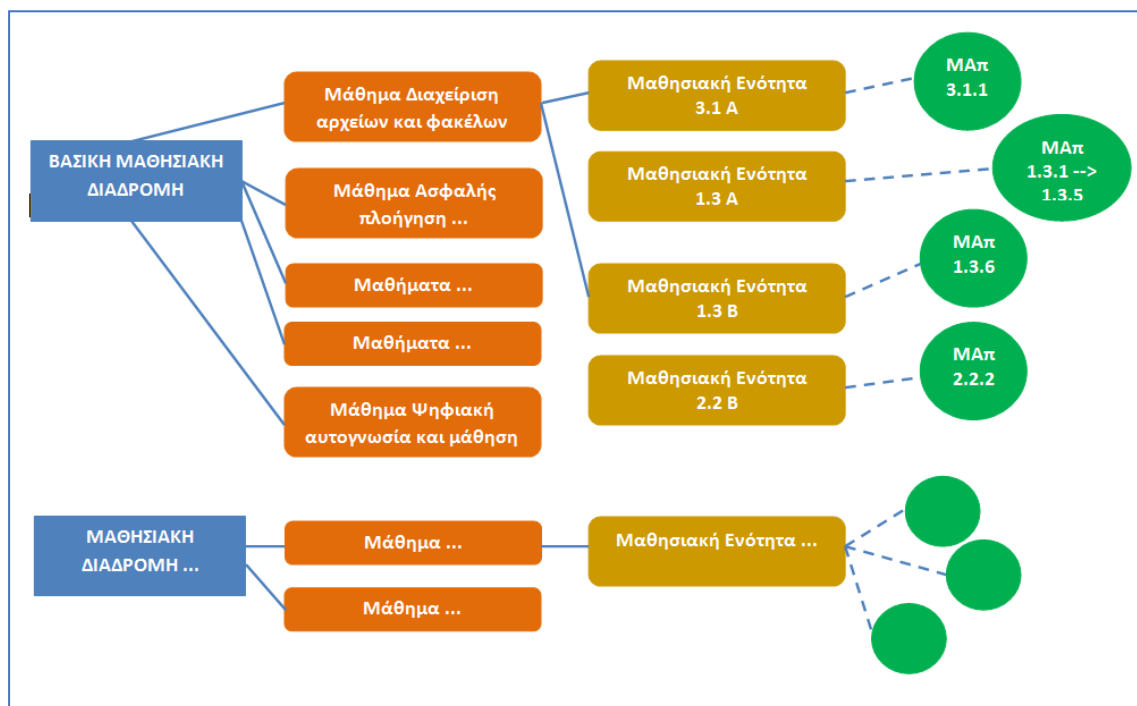 ΒΑΣΙΚΗ ΜΑΘΗΣΙΑΚΗ
ΔΙΑΔΡΟΜΗ
Μάθημα Διαχείριση
αρχείων και φακέλων
Μάθημα Ασφαλής
πλοήγηση ...
Μαθήματα ...
Μαθήματα ...
Μάθημα Ψηφιακή
αυτογνωσία και μάθηση
Μαθησιακή Ενότητα
3.1 Α
Μαθησιακή Ενότητα
1.3 Α
Μαθησιακή Ενότητα
1.3 Β
Μαθησιακή Ενότητα
2.2 Β
ΜΑπ
3.1.1
ΜΑπ
1.3.1 -->
1.3.5
ΜΑπ
1.3.6
ΜΑπ
2.2.2
ΜΑΘΗΣΙΑΚΗ
ΔΙΑΔΡΟΜΗ ...
Μάθημα ...
Μάθημα ...
Μαθησιακή Ενότητα ...